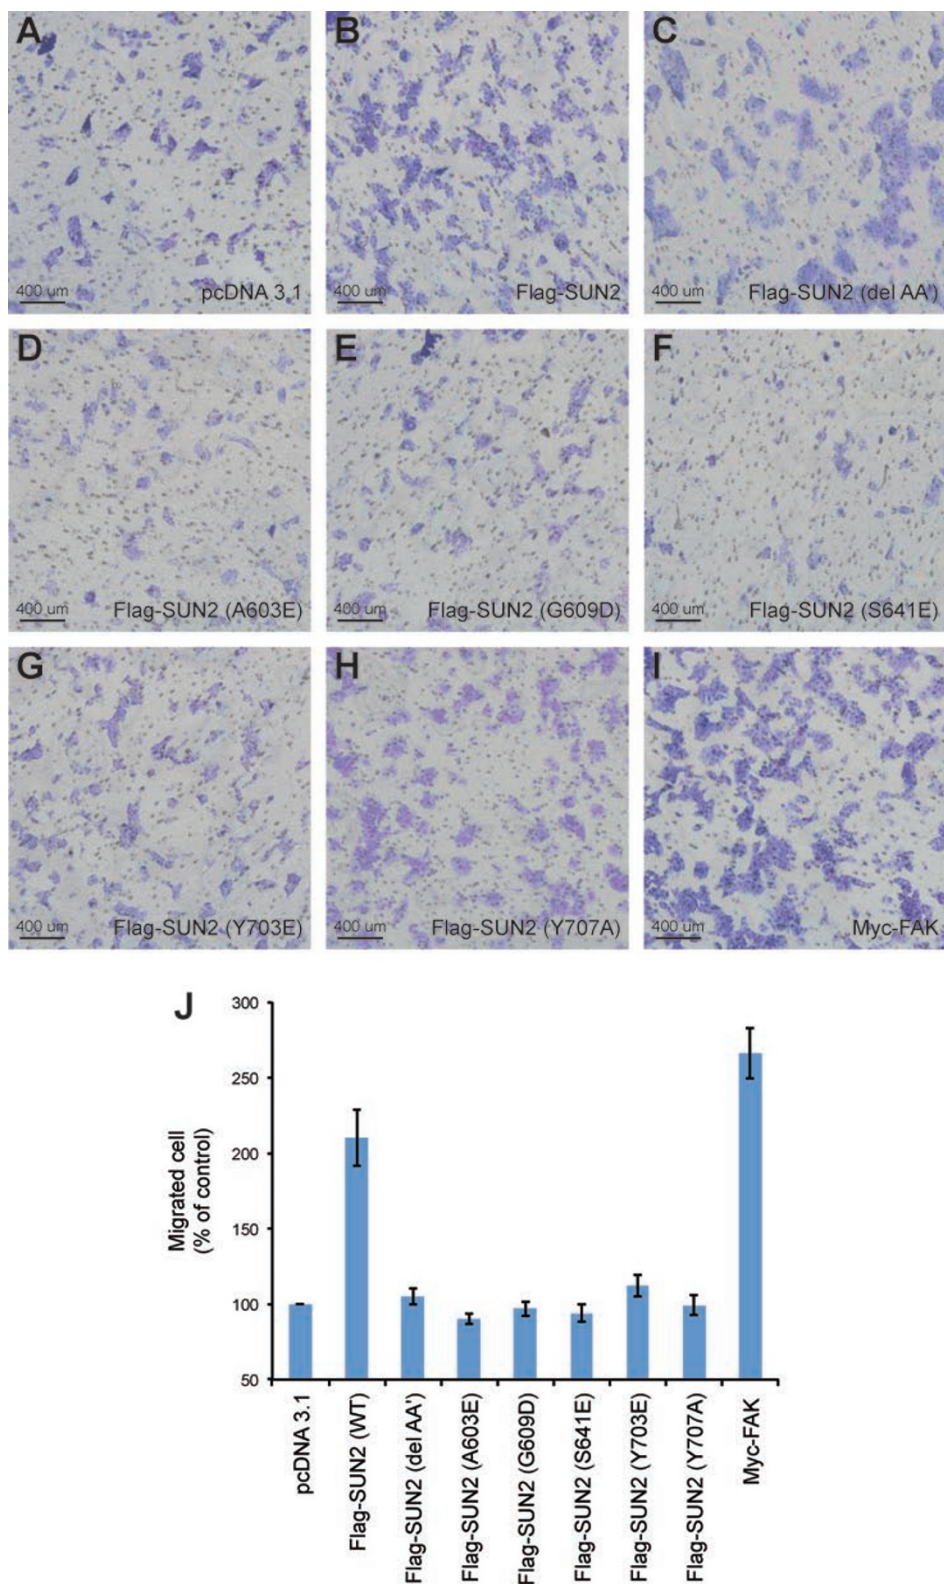 A
B
C
400 um
pcDNA 3.1
400 um
Flag-SUN2
400 um
Flag-SUN2 (del AA')
D
E
F
400 um
Flag-SUN2 (A603E)
400 um
Flag-SUN2 (G609D)
400 um
Flag-SUN2 (S641E)
G
H
I
400 um
Flag-SUN2 (Y703E)
400 um
Flag-SUN2 (Y707A)
400 um
Myc-FAK
J
Migrated cell
(% of control)
300
250
200
150
100
50
pcDNA 3.1
Flag-SUN2 (WT)
Flag-SUN2 (del AA')
Flag-SUN2 (A603E)
Flag-SUN2 (G609D)
Flag-SUN2 (S641E)
Flag-SUN2 (Y703E)
Flag-SUN2 (Y707A)
Myc-FAK